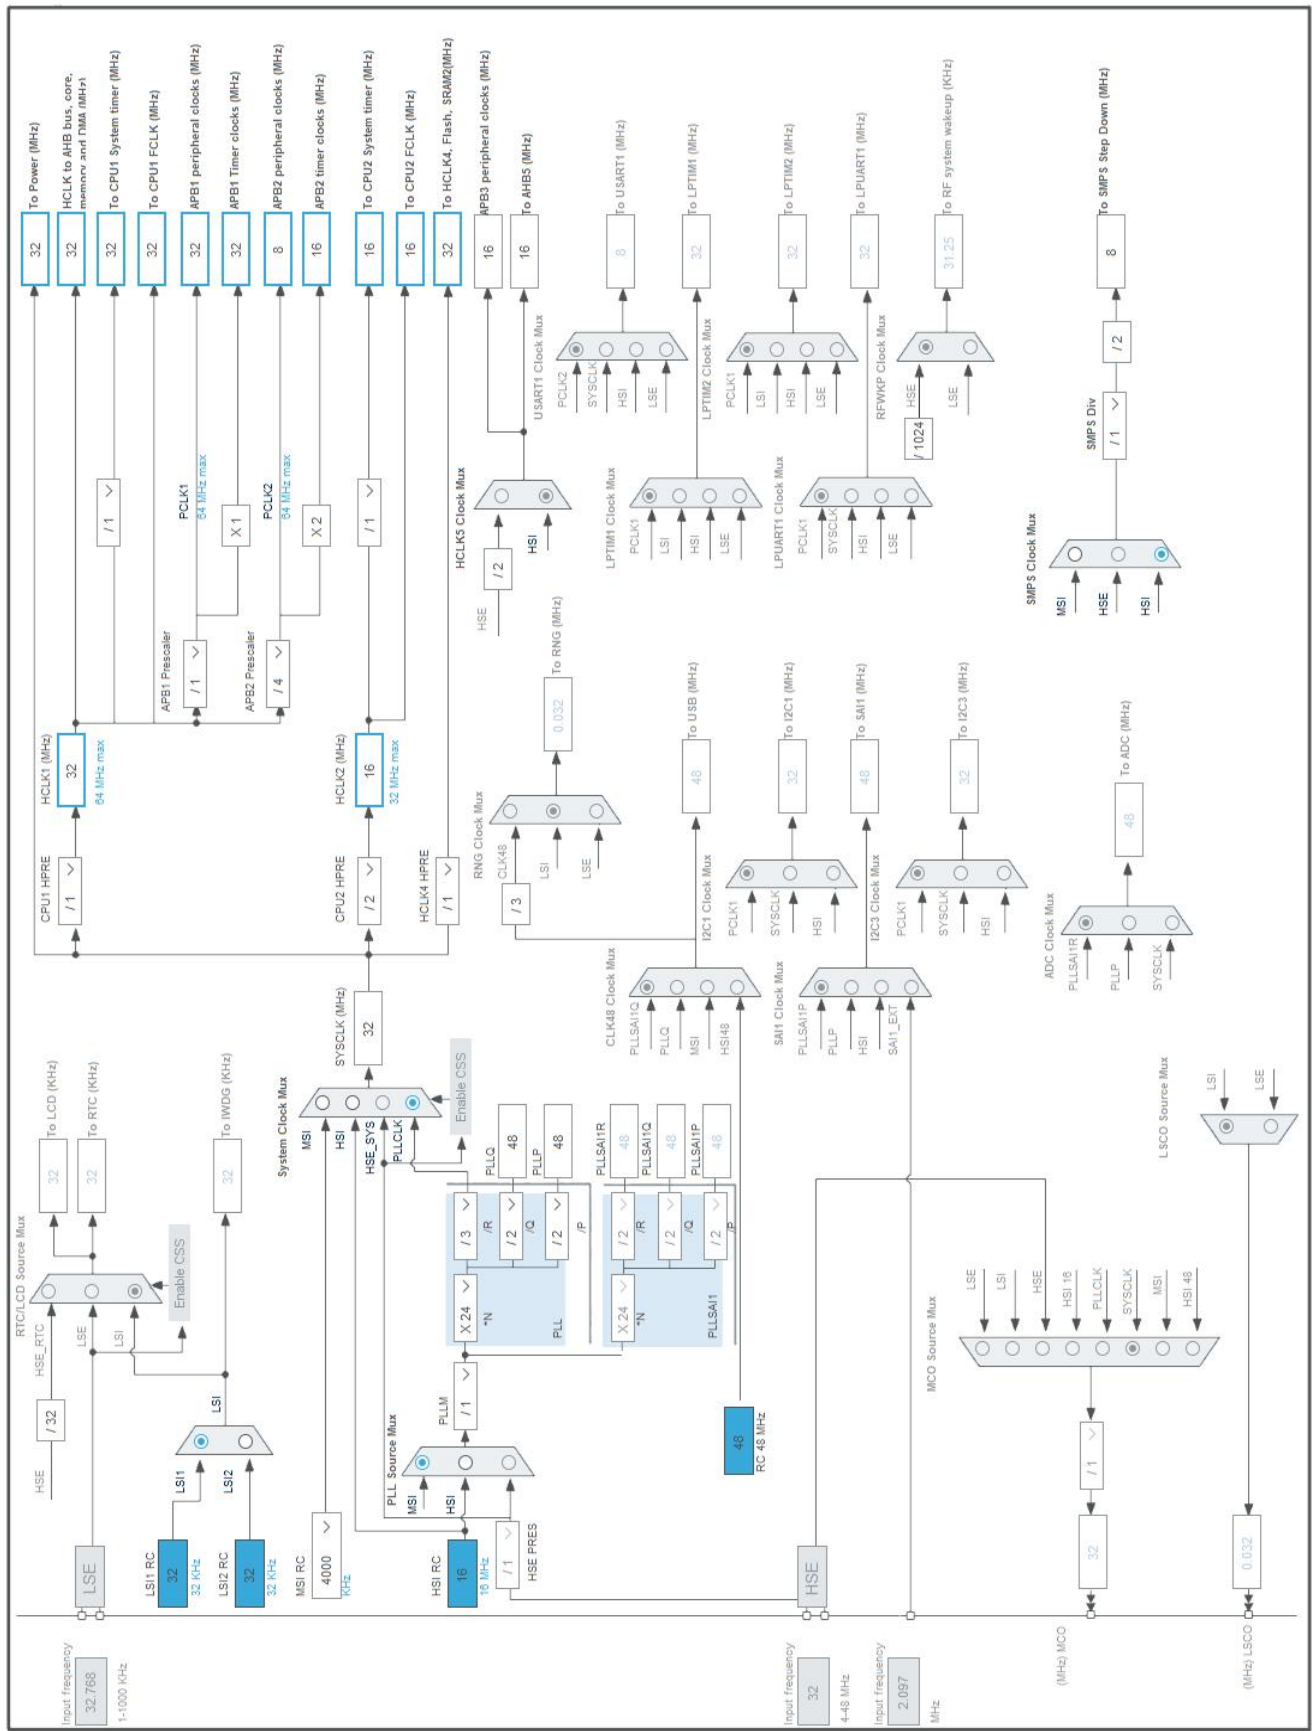 Input frequency
32.768
1-1000 KHz
LSE
HSE
/ 32
HSE_RTC
LSE
LSI
RTC/LCD Source Mux
Enable CSS
32
To LCD (KHz)
32
To RTC (KHz)
LSI1 RC
32
32 KHz
LSI2 RC
32
32 KHz
LSI1
LSI2
LSI
32
To IWDG (KHz)
MSI RC
4000
KHz
HSI RC
16
16 MHz
/ 1
HSE PRES
PLL Source Mux
MSI
HSI
PLLM
/ 1
X 24
*N
PLL
/ 3
/R
/ 2
/Q
/ 2
/P
PLLQ
48
PLLP
48
X 24
*N
PLLSAI1
/ 2
/R
/ 2
/Q
/ 2
/P
PLLSAI1R
48
PLLSAI1Q
48
PLLSAI1P
48
System Clock Mux
MSI
HSI
HSE_SYS
PLLCLK
Enable CSS
SYSCLK (MHz)
32
CPU1 HPRE
/ 1
HCLK1 (MHz)
32
64 MHz max
CPU2 HPRE
/ 2
HCLK2 (MHz)
16
32 MHz max
HCLK4 HPRE
/ 1
APB1 Prescaler
/ 1
APB2 Prescaler
/ 4
/ 1
PCLK1
64 MHz max
X 1
PCLK2
64 MHz max
X 2
/ 1
32
To Power (MHz)
32
HCLK to AHB bus, core,
memory and DMA (MHz)
32
To CPU1 System timer (MHz)
32
To CPU1 FCLK (MHz)
32
APB1 peripheral clocks (MHz)
32
APB1 Timer clocks (MHz)
8
APB2 peripheral clocks (MHz)
16
APB2 timer clocks (MHz)
16
To CPU2 System timer (MHz)
16
To CPU2 FCLK (MHz)
32
To HCLK4, Flash, SRAM2(MHz)
16
APB3 peripheral clocks (MHz)
16
To AHB5 (MHz)
HCLK5 Clock Mux
HSE
/ 2
HSI
RNG Clock Mux
/ 3
CLK48
LSI
LSE
0.032
To RNG (MHz)
USART1 Clock Mux
PCLK2
SYSCLK
HSI
LSE
8
To USART1 (MHz)
48
RC 48 MHz
CLK48 Clock Mux
PLLSAI1Q
PLLQ
MSI
HSI48
48
To USB (MHz)
LPTIM1 Clock Mux
PCLK1
LSI
HSI
LSE
32
To LPTIM1 (MHz)
I2C1 Clock Mux
PCLK1
SYSCLK
HSI
32
To I2C1 (MHz)
LPTIM2 Clock Mux
PCLK1
LSI
HSI
LSE
32
To LPTIM2 (MHz)
Input frequency
32
4-48 MHz
HSE
Input frequency
2.097
MHz
SAI1 Clock Mux
PLLSAI1P
PLLP
HSI
SAI1_EXT
48
To SAI1 (MHz)
LPUART1 Clock Mux
PCLK1
SYSCLK
HSI
LSE
32
To LPUART1 (MHz)
I2C3 Clock Mux
PCLK1
SYSCLK
HSI
32
To I2C3 (MHz)
RFWKP Clock Mux
/ 1024
HSE
LSE
31.25
To RF system wakeup (KHz)
(MHz) MCO
32
/ 1
MCO Source Mux
LSE
LSI
HSE
HSI 16
PLLCLK
SYSCLK
MSI
HSI 48
ADC Clock Mux
PLLSAI1R
PLLP
SYSCLK
48
To ADC (MHz)
SMPS Clock Mux
MSI
HSE
HSI
SMPS Div
/ 1
/ 2
8
To SMPS Step Down (MHz)
(MHz) LSCO
0.032
LSCO Source Mux
LSI
LSE